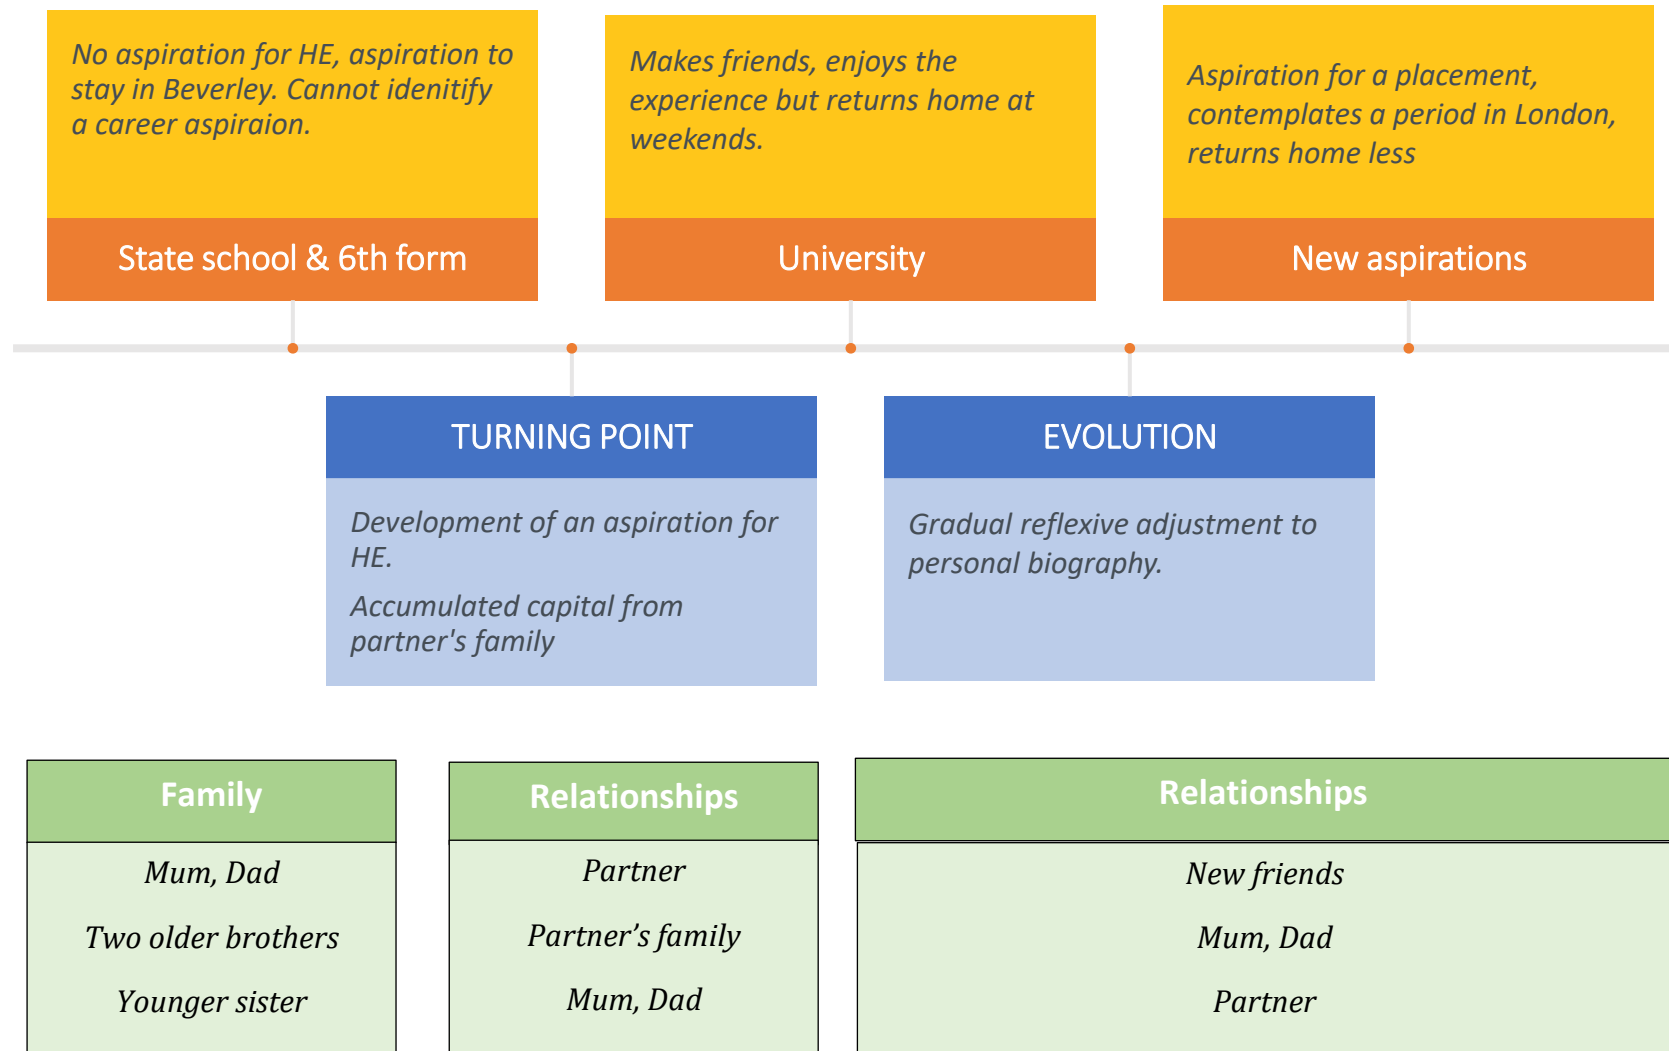 No aspiration for HE, aspiration to
stay in Beverley. Cannot idenitify
a career aspiraion.
State school & 6th form
Makes friends, enjoys the
experience but returns home at
weekends.
University
Aspiration for a placement,
contemplates a period in London,
returns home less
New aspirations
TURNING POINT
Development of an aspiration for
HE.
Accumulated capital from
partner's family
EVOLUTION
Gradual reflexive adjustment to
personal biography.
Family
Mum, Dad
Two older brothers
Younger sister
Relationships
Partner
Partner’s family
Mum, Dad
Relationships
New friends
Mum, Dad
Partner